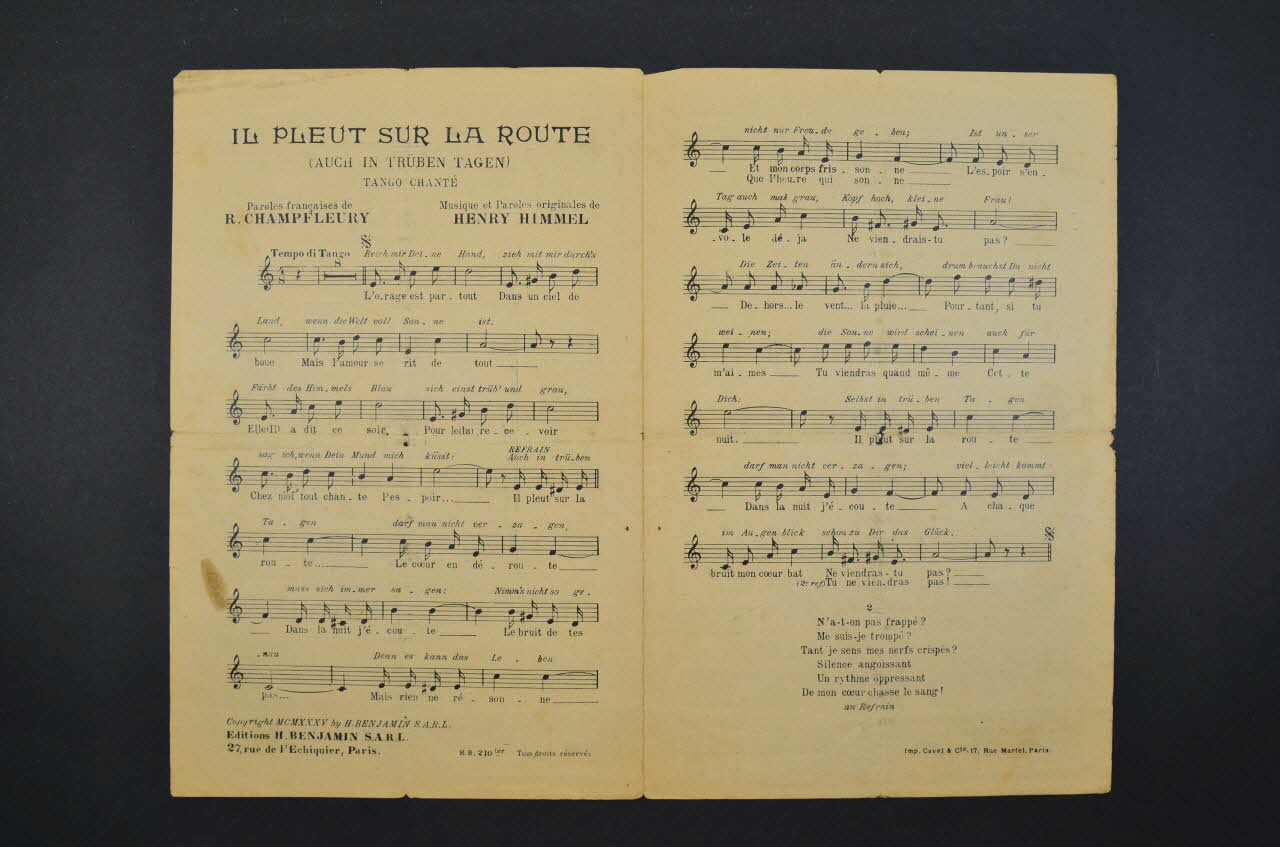 IL PLEUT SUR LA ROUTE
(AUCH IN TRÜBEN TAGEN)
TANGO CHANTÉ
Paroles françaises de
R. CHAMPFLEURY
Musique et Paroles originales de
HENRY HIMMEL
Tempo di Tango
8
Reich mir Dei - ne Hand, zieh mit mir durch's
L'o-rage est par - tout Dans un ciel de
Land, wenn die Welt voll Son - ne ist.
boue Mais l'amour se rit de tout
Färbt des Him-mels Blau sich einst trüb' und grau,
Elle(Il) a dit ce soir, Pour le(la) re - ce - voir
sag ich, wenn Dein Mund mich küsst: REFRAIN Auch in trü-ben
Chez moi tout chan - te l'es - poir... Il pleut sur la
Ta - gen darf man nicht ver - za - gen,
rou - te... Le cœur en dé - rou - te
muss sich im-mer sa - gen: Nimm's nicht so ge -
Dans la nuit j'é - cou - te Le bruit de tes
- nau Denn es kann das Le - ben
pas... Mais rien ne ré - son - ne
Copyright MCMXXXV by H. BENJAMIN S.A.R.L.
Editions H. BENJAMIN S.A.R.L.
27, rue de l'Echiquier, Paris.
H. B. 210 ter
Tous droits réservés
nicht nur Freu-de ge - ben; Ist un - ser
Et mon corps fris - son - ne L'es - poir s'en -
Que l'heu-re qui son - ne
Tag auch mal grau, Kopf hoch, klei - ne Frau!
- vo - le dé - ja Ne vien - drais-tu pas?
Die Zei - ten än - dern sich, drum brauchst Du nicht
De - hors... le vent... la pluie... Pour - tant, si tu
wei - nen; die Son - ne wird schei - nen auch für
m'ai - mes Tu viendras quand mê - me Cet - te
Dich: Selbst in trü - ben Ta - gen
nuit. Il pleut sur la rou - te
darf man nicht ver - za - gen; viel - leicht kommt
Dans la nuit j'é - cou - te A cha - que
im Au-gen blick schon zu Dir das Glück.
bruit mon cœur bat Ne viendras - tu pas?
(2e ref) Tu ne vien - dras pas!
2
N'a-t-on pas frappé?
Me suis-je trompé?
Tant je sens mes nerfs crispés?
Silence angoissant
Un rythme oppressant
De mon cœur chasse le sang!
au Refrain
Imp. Cavel & Cie. 17, Rue Martel, Paris